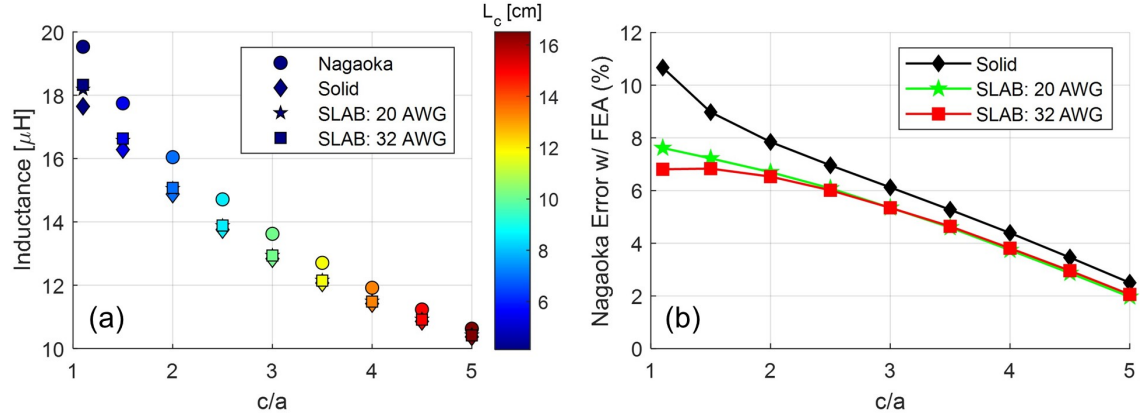 L_c [cm]
20
18
16
14
12
10
Inductance [μH]
Nagaoka
Solid
SLAB: 20 AWG
SLAB: 32 AWG
(a)
1 2 3 4 5
c/a
16
14
12
10
8
6
12
10
8
6
4
2
0
Nagaoka Error w/ FEA (%)
Solid
SLAB: 20 AWG
SLAB: 32 AWG
(b)
1 2 3 4 5
c/a